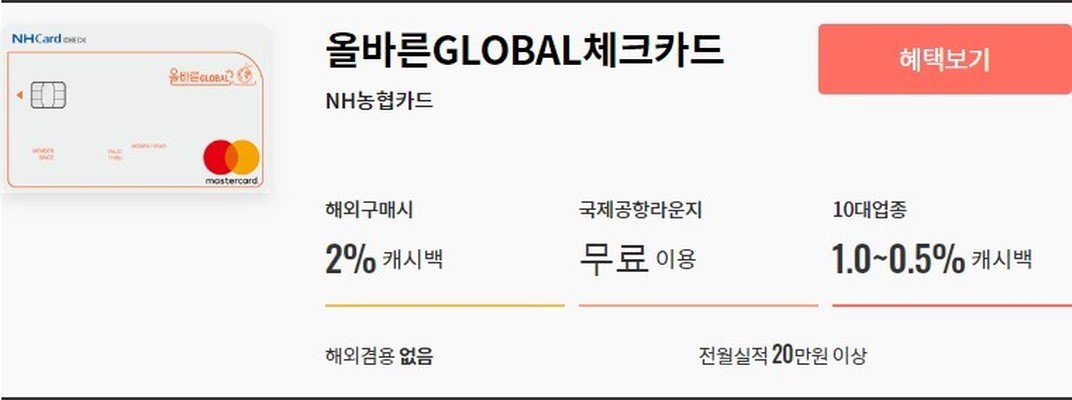 NHCard CHECK
올바른GLOBAL
MEMBER SINCE
VALID THRU
MONTH / YEAR
mastercard
올바른GLOBAL체크카드
NH농협카드
혜택보기
해외구매시
2% 캐시백
국제공항라운지
무료 이용
10대업종
1.0~0.5% 캐시백
해외겸용 없음
전월실적 20만원 이상